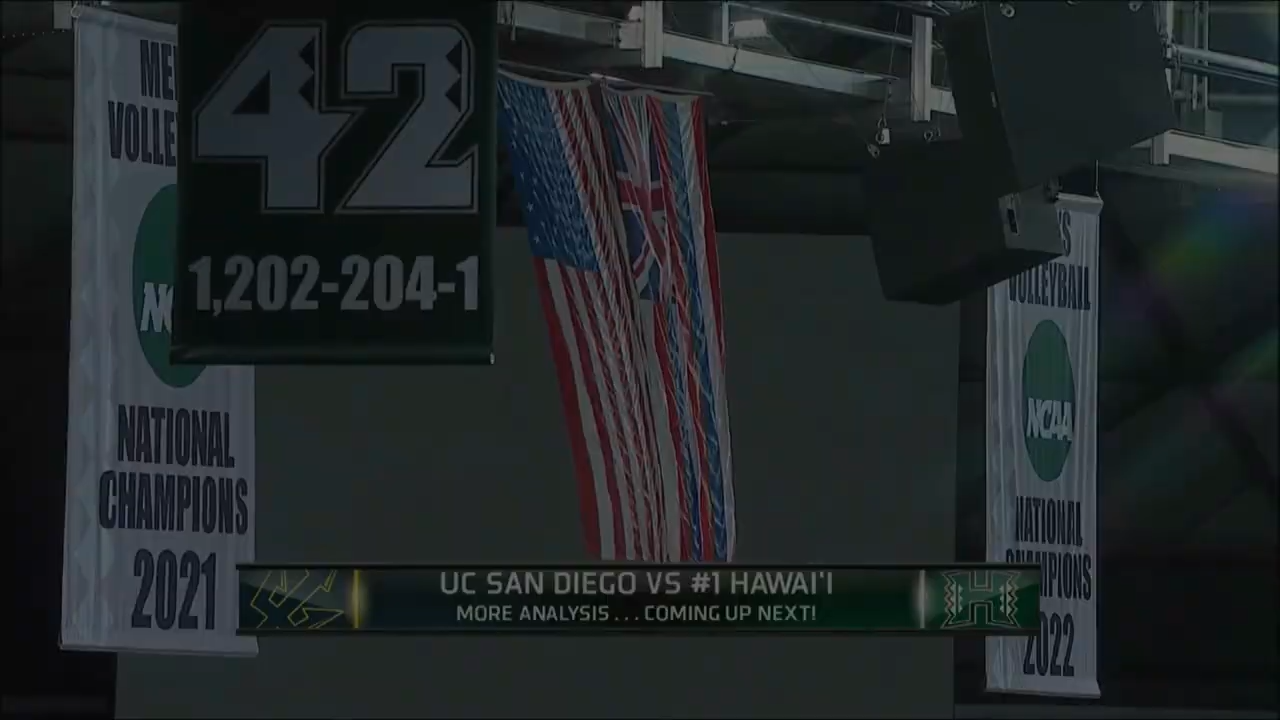 VOLLE
NATIONAL
CHAMPIONS
2021
42
1,202-204-1
VOLLEYBALL
NCAA
NATIONAL
CHAMPIONS
2022
UC SAN DIEGO VS #1 HAWAI'I
MORE ANALYSIS...COMING UP NEXT!
H